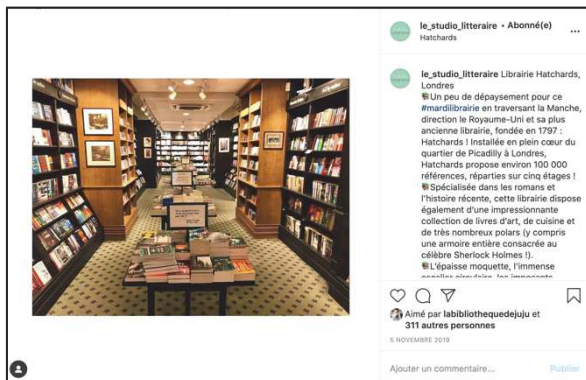 le_studio_litteraire • Abonné(e)
Hatchards
le_studio_litteraire Librairie Hatchards,
Londres
Un peu de dépaysement pour ce
#mardilibrairie en traversant la Manche,
direction le Royaume-Uni et sa plus
ancienne librairie, fondée en 1797 :
Hatchards ! Installée en plein cœur du
quartier de Picadilly à Londres,
Hatchards propose environ 100 000
références, réparties sur cinq étages !
Spécialisée dans les romans et
l'histoire récente, cette librairie dispose
également d'une impressionnante
collection de livres d'art, de cuisine et
de très nombreux polars (y compris
une armoire entière consacrée au
célèbre Sherlock Holmes !).
L'épaisse moquette, l'immense
escalier circulaire, les imposants
Aimé par labibliothequedejuju et
311 autres personnes
5 NOVEMBRE 2019
Ajouter un commentaire...
Publier